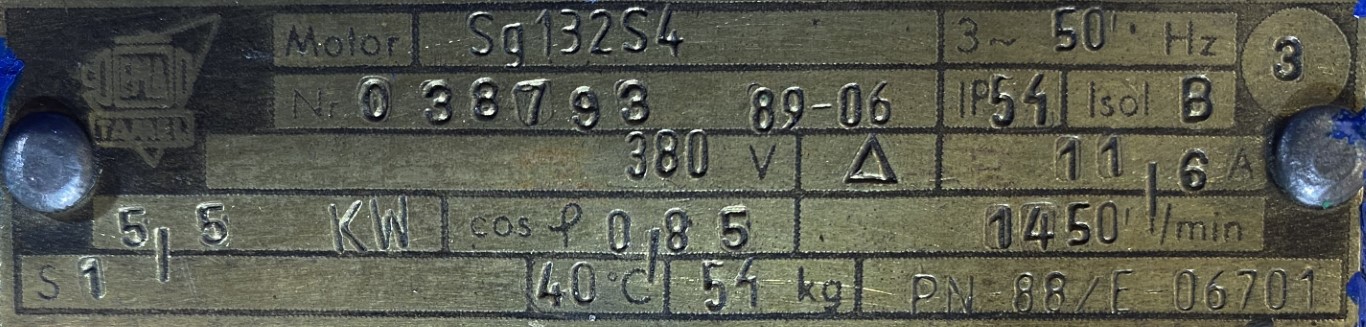 Motor Sg132S4 3~ 50 Hz 3
TAMEL
Nr. 038793 89-06 IP54 Isol B
380 V Δ 11,6 A
5,5 KW cos φ 0,85 1450 /min
S1 40°C 54 kg PN-88/E-06701